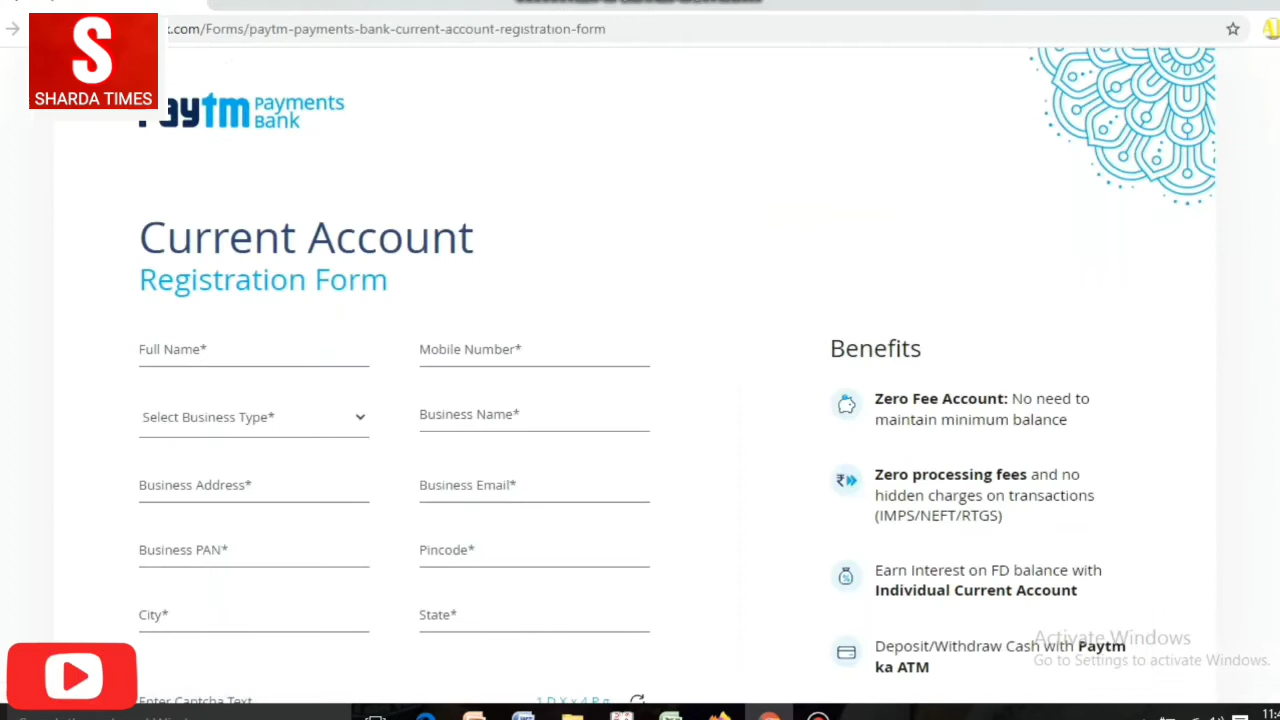 k.com/Forms/paytm-payments-bank-current-account-registration-form
S
SHARDA TIMES
Paytm Payments
Bank
Current Account
Registration Form
Full Name*
Mobile Number*
Select Business Type*
Business Name*
Business Address*
Business Email*
Business PAN*
Pincode*
City*
State*
Enter Captcha Text
Benefits
Zero Fee Account: No need to
maintain minimum balance
Zero processing fees and no
hidden charges on transactions
(IMPS/NEFT/RTGS)
Earn Interest on FD balance with
Individual Current Account
Deposit/Withdraw Cash with Paytm
ka ATM
Activate Windows
Go to Settings to activate Windows.